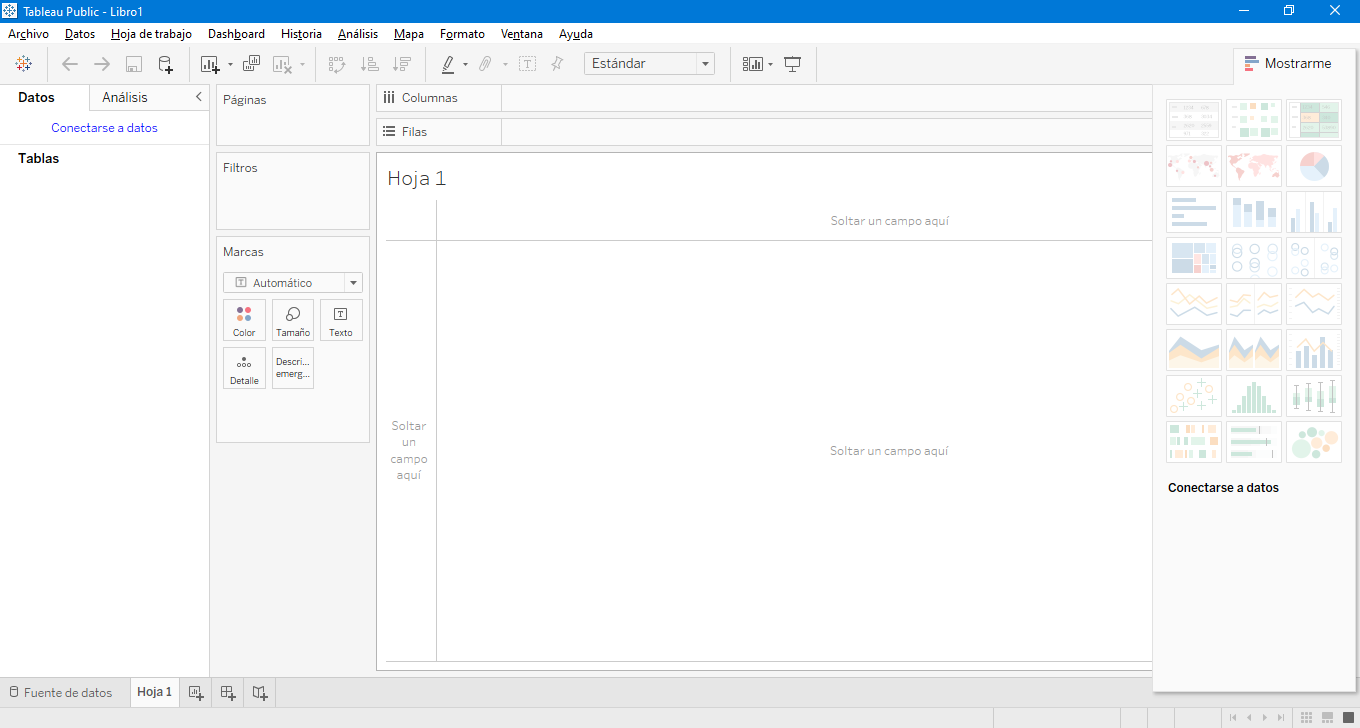 Tableau Public - Libro1
Archivo Datos Hoja de trabajo Dashboard Historia Análisis Mapa Formato Ventana Ayuda
Estándar
Mostrarme
Datos Análisis
Conectarse a datos
Tablas
Páginas
Filtros
Marcas
Automático
Color Tamaño Texto
Detalle Descri...
emerg...
Columnas
Filas
Hoja 1
Soltar un campo aquí
Soltar
un
campo
aquí
Soltar un campo aquí
Conectarse a datos
Fuente de datos Hoja 1